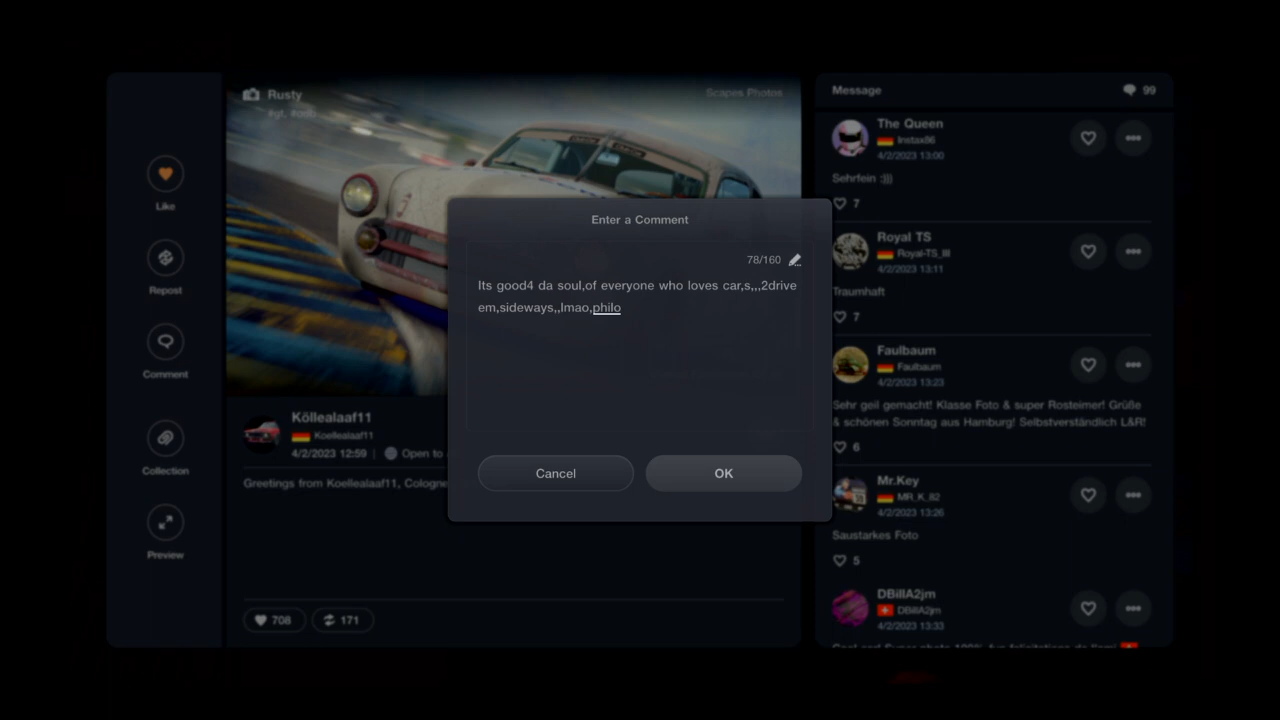 Rusty
Scapes Photos
Like
Repost
Comment
Collection
Preview
Köllealaaf11
Koellealaaf11
4/2/2023 12:59
Open to
Greetings from Koellealaaf11, Cologne
708
171
Enter a Comment
78/160
Its good4 da soul,of everyone who loves car,s,,,2drive
em,sideways,,lmao,philo
Cancel
OK
Message
99
The Queen
Instax86
4/2/2023 13:00
Sehrfein :)))
7
Royal TS
Royal-TS_III
4/2/2023 13:11
Traumhaft
7
Faulbaum
Faulbaum
4/2/2023 13:23
Sehr geil gemacht! Klasse Foto & super Rosteimer! Grüße
& schönen Sonntag aus Hamburg! Selbstverständlich L&R!
6
Mr.Key
MR_K_82
4/2/2023 13:26
Saustarkes Foto
5
DBillA2jm
DBillA2jm
4/2/2023 13:33